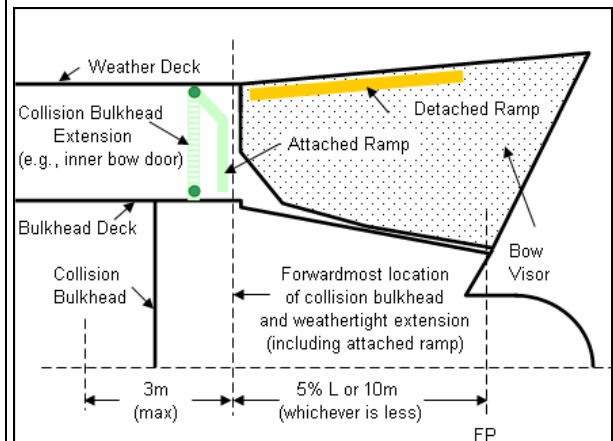 Weather Deck
Collision Bulkhead
Extension
(e.g., inner bow door)
Detached Ramp
Attached Ramp
Bulkhead Deck
Bow
Visor
Collision
Bulkhead
Forwardmost location
of collision bulkhead
and weathertight extension
(including attached ramp)
3m
(max)
5% L or 10m
(whichever is less)
FP